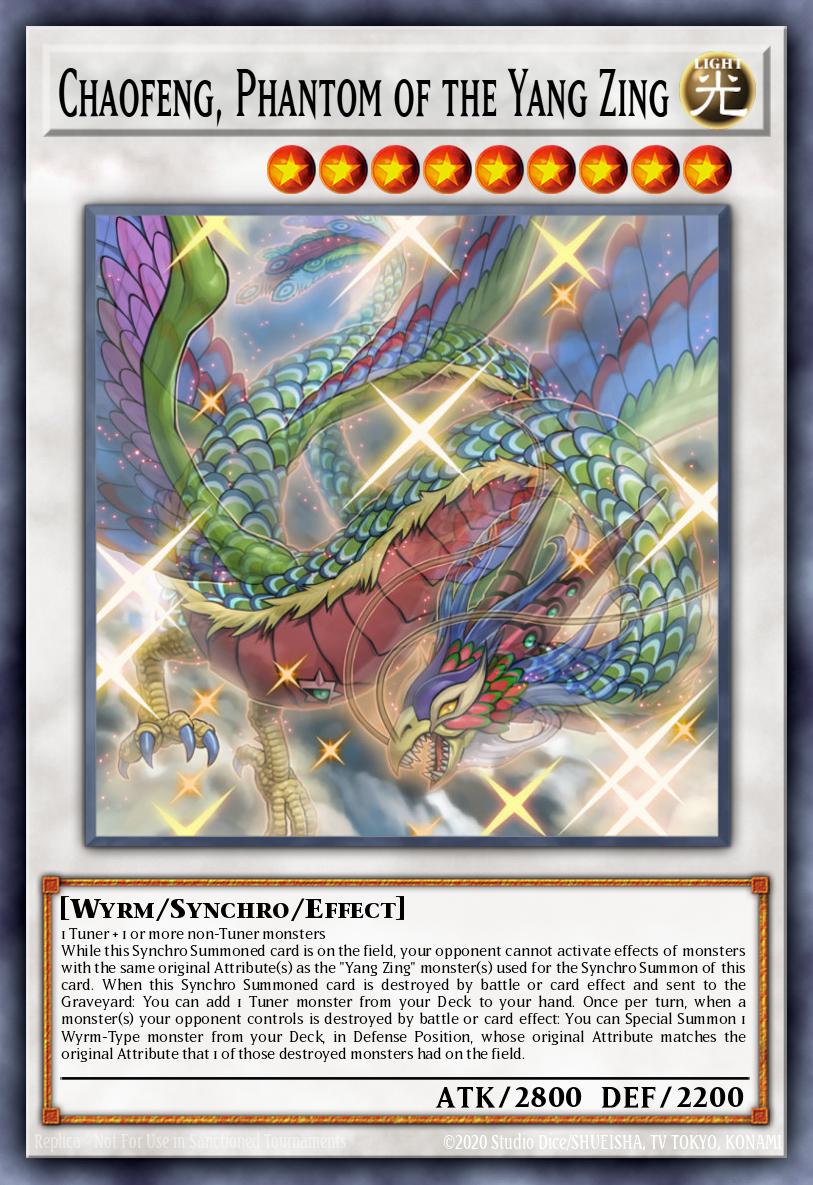 Chaofeng, Phantom of the Yang Zing
LIGHT
光
[Wyrm/Synchro/Effect]
1 Tuner + 1 or more non-Tuner monsters
While this Synchro Summoned card is on the field, your opponent cannot activate effects of monsters
with the same original Attribute(s) as the "Yang Zing" monster(s) used for the Synchro Summon of this
card. When this Synchro Summoned card is destroyed by battle or card effect and sent to the
Graveyard: You can add 1 Tuner monster from your Deck to your hand. Once per turn, when a
monster(s) your opponent controls is destroyed by battle or card effect: You can Special Summon 1
Wyrm-Type monster from your Deck, in Defense Position, whose original Attribute matches the
original Attribute that 1 of those destroyed monsters had on the field.
ATK/2800 DEF/2200
Replica - Not For Use in Sanctioned Tournaments
©2020 Studio Dice/SHUEISHA, TV TOKYO, KONAMI